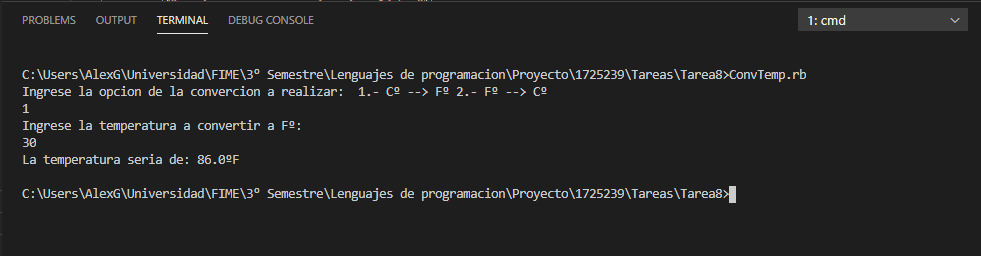 PROBLEMS OUTPUT TERMINAL DEBUG CONSOLE 1: cmd
C:\Users\AlexG\Universidad\FIME\3º Semestre\Lenguajes de programacion\Proyecto\1725239\Tareas\Tarea8>ConvTemp.rb
Ingrese la opcion de la convercion a realizar:  1.- Cº --> Fº 2.- Fº --> Cº
1
Ingrese la temperatura a convertir a Fº:
30
La temperatura seria de: 86.0ºF
C:\Users\AlexG\Universidad\FIME\3º Semestre\Lenguajes de programacion\Proyecto\1725239\Tareas\Tarea8>